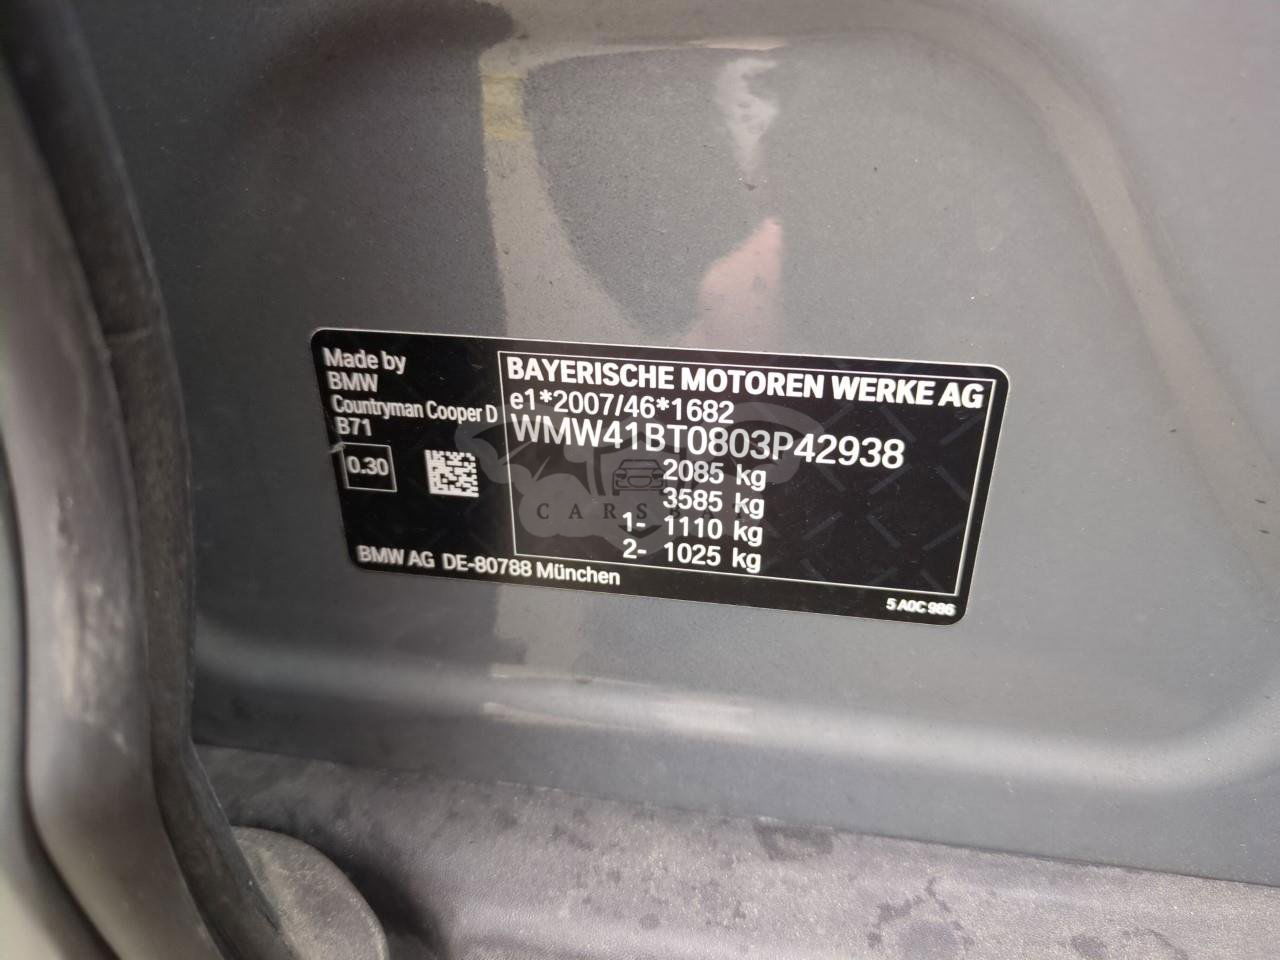 Made by
BMW
Countryman Cooper D
B71
0.30
BAYERISCHE MOTOREN WERKE AG
e1*2007/46*1682
WMW41BT0803P42938
2085 kg
3585 kg
1- 1110 kg
2- 1025 kg
BMW AG DE-80788 München
5 A0C 986